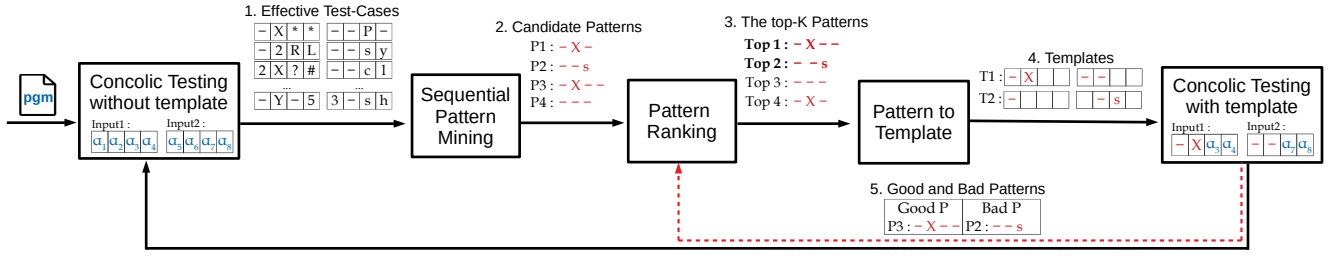 pgm
Concolic Testing
without template
Input1 :
Input2 :
α1 α2 α3 α4
α5 α6 α7 α8
1. Effective Test-Cases
– X * *
– – P –
– 2 R L
– – s y
2 X ? #
– – c l
...
...
– Y – 5
3 – s h
Sequential
Pattern
Mining
2. Candidate Patterns
P1 : – X –
P2 : – – s
P3 : – X – –
P4 : – – –
Pattern
Ranking
3. The top-K Patterns
Top 1 : – X – –
Top 2 : – – s
Top 3 : – – –
Top 4 : – X –
Pattern to
Template
4. Templates
T1 : – X
– –
T2 : –
– s
Concolic Testing
with template
Input1 :
Input2 :
– X α3 α4
– – α7 α8
5. Good and Bad Patterns
Good P
Bad P
P3 : – X – –
P2 : – – s